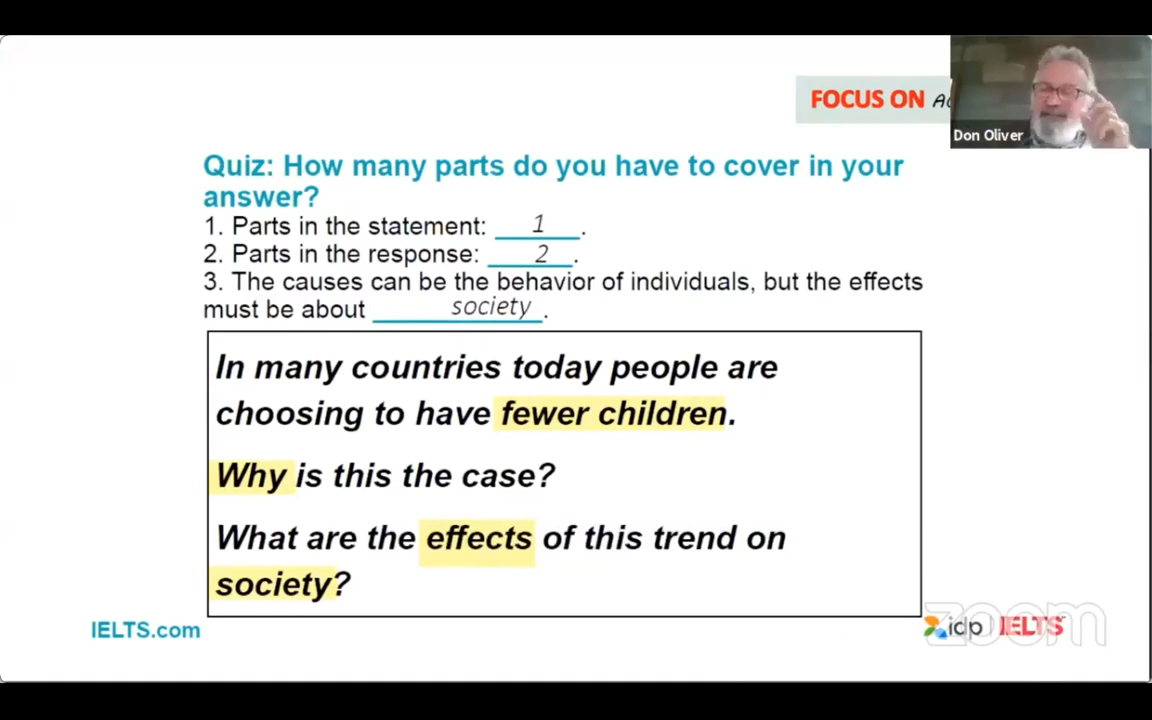 FOCUS ON
Don Oliver
Quiz: How many parts do you have to cover in your
answer?
1. Parts in the statement: 1.
2. Parts in the response: 2.
3. The causes can be the behavior of individuals, but the effects
must be about society.
In many countries today people are
choosing to have fewer children.
Why is this the case?
What are the effects of this trend on
society?
IELTS.com
idp IELTS
zoom